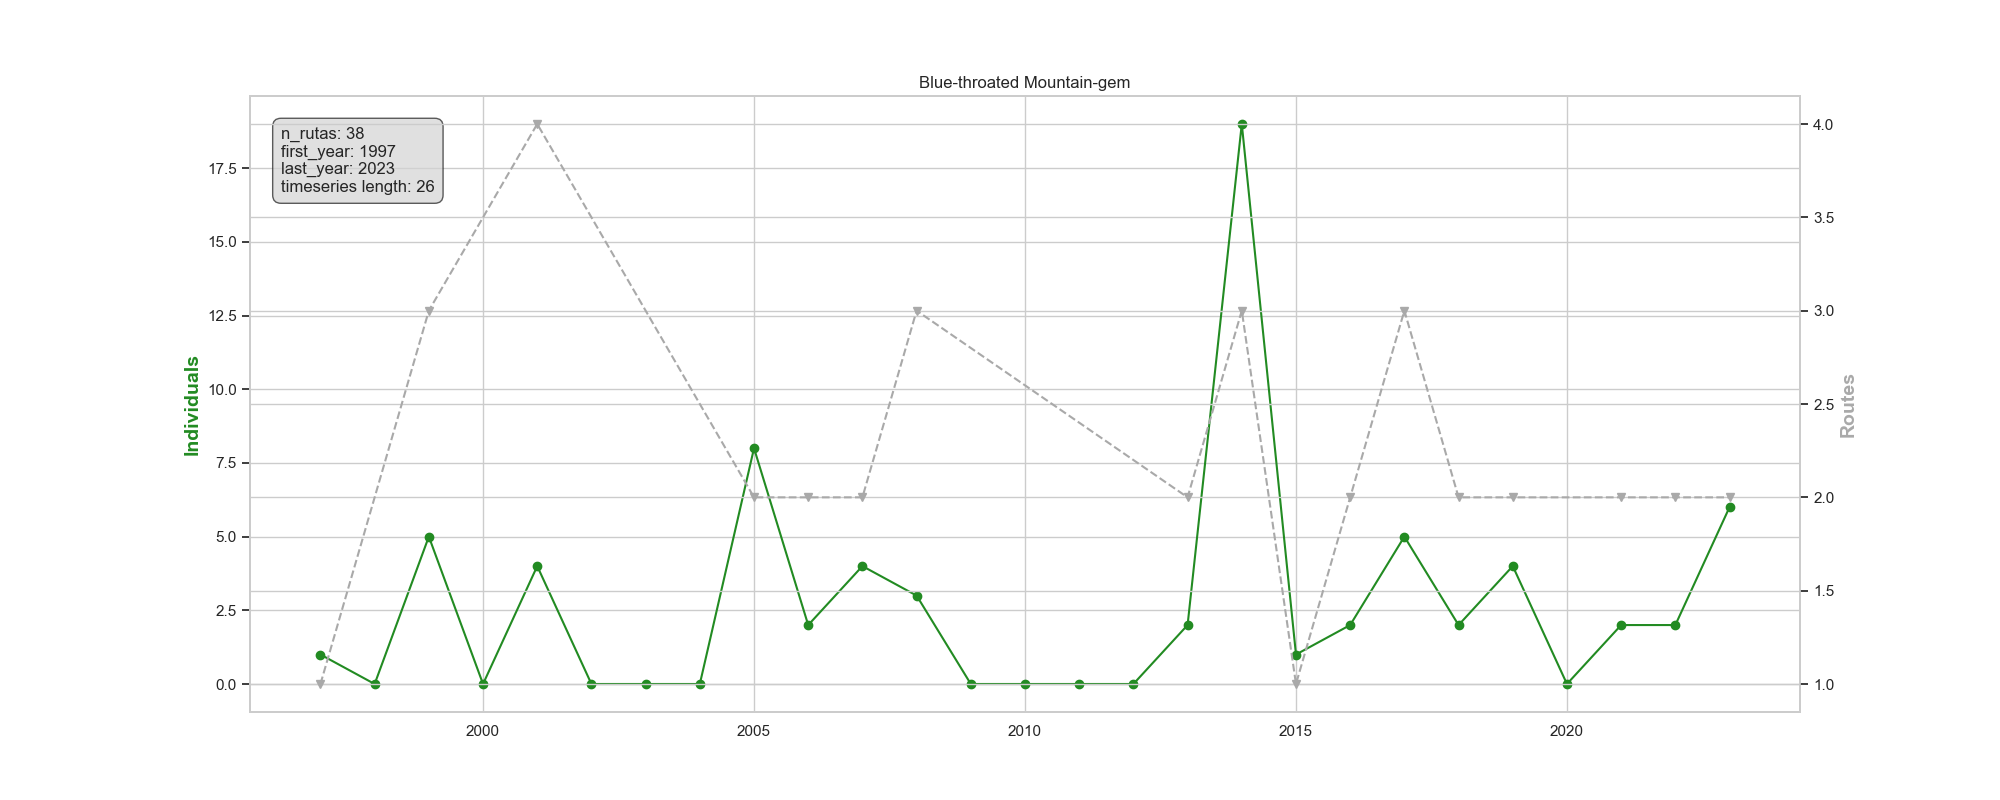 Blue-throated Mountain-gem
n_rutas: 38
first_year: 1997
last_year: 2023
timeseries length: 26
Individuals
17.5
15.0
12.5
10.0
7.5
5.0
2.5
0.0
4.0
3.5
3.0
2.5
2.0
1.5
1.0
Routes
2000
2005
2010
2015
2020